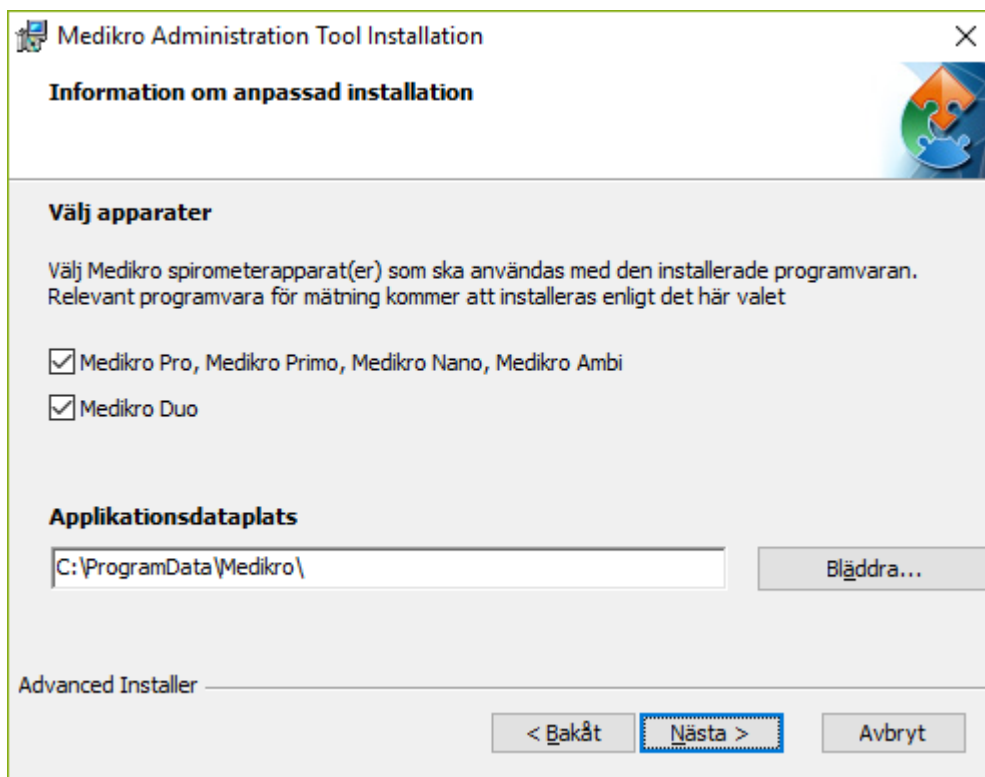 Medikro Administration Tool Installation
Information om anpassad installation
Välj apparater
Välj Medikro spirometerapparat(er) som ska användas med den installerade programvaran.
Relevant programvara för mätning kommer att installeras enligt det här valet
Medikro Pro, Medikro Primo, Medikro Nano, Medikro Ambi
Medikro Duo
Applikationsdataplats
C:\ProgramData\Medikro\
Bläddra...
Advanced Installer
< Bakåt
Nästa >
Avbryt